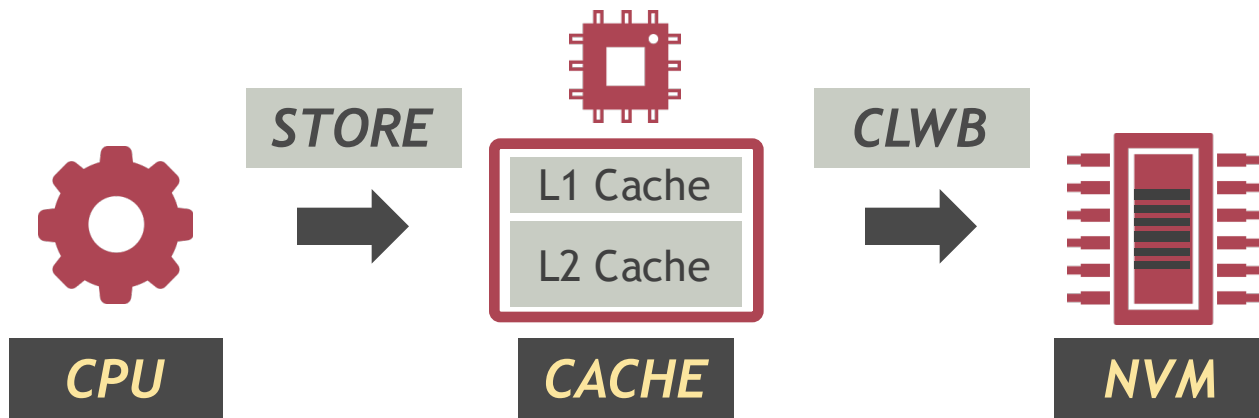 STORE
CLWB
L1 Cache
L2 Cache
CPU
CACHE
NVM